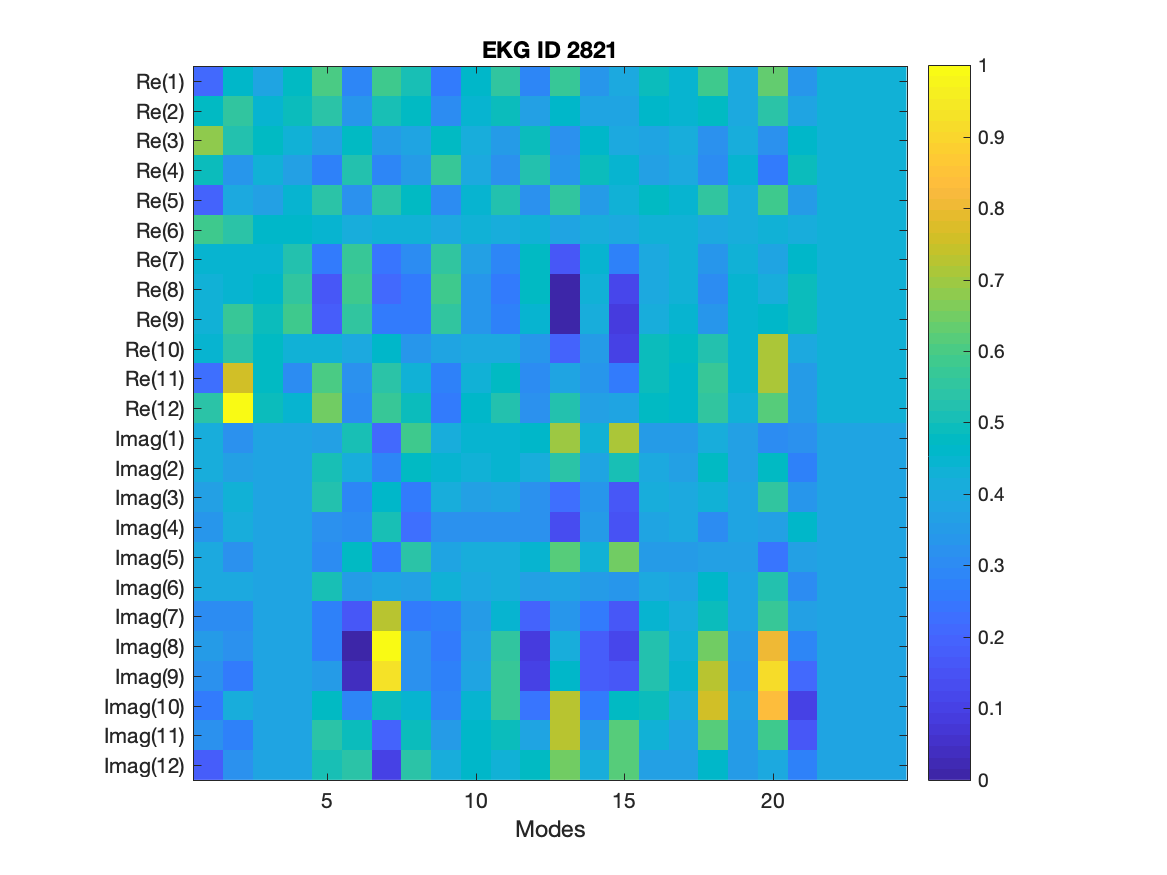 EKG ID 2821
Re(1)
Re(2)
Re(3)
Re(4)
Re(5)
Re(6)
Re(7)
Re(8)
Re(9)
Re(10)
Re(11)
Re(12)
Imag(1)
Imag(2)
Imag(3)
Imag(4)
Imag(5)
Imag(6)
Imag(7)
Imag(8)
Imag(9)
Imag(10)
Imag(11)
Imag(12)
5 10 15 20
Modes
1
0.9
0.8
0.7
0.6
0.5
0.4
0.3
0.2
0.1
0